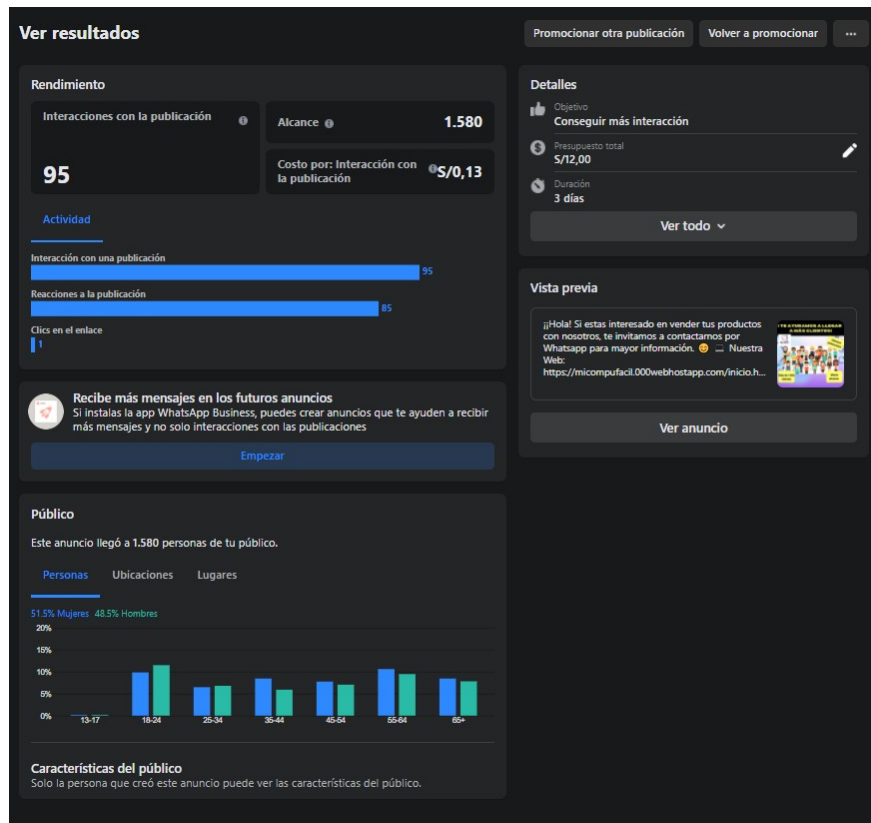 Ver resultados
Promocionar otra publicación
Volver a promocionar
...
Rendimiento
Interacciones con la publicación
95
Alcance
1.580
Costo por: Interacción con
la publicación
S/0,13
Actividad
Interacción con una publicación
95
Reacciones a la publicación
85
Clics en el enlace
1
Recibe más mensajes en los futuros anuncios
Si instalas la app WhatsApp Business, puedes crear anuncios que te ayuden a recibir
más mensajes y no solo interacciones con las publicaciones
Empezar
Público
Este anuncio llegó a 1.580 personas de tu público.
Personas
Ubicaciones
Lugares
51.5% Mujeres 48.5% Hombres
20%
15%
10%
5%
0%
13-17
18-24
25-34
35-44
45-54
55-64
65+
Características del público
Solo la persona que creó este anuncio puede ver las características del público.
Detalles
Objetivo
Conseguir más interacción
Presupuesto total
S/12,00
Duración
3 días
Ver todo
Vista previa
¡¡Hola! Si estas interesado en vender tus productos
con nosotros, te invitamos a contactarnos por
Whatsapp para mayor información. 😊 💻 Nuestra
Web:
https://micompufacil.000webhostapp.com/inicio.h...
TE AYUDAMOS A LLEGAR
A MÁS CLIENTES!
Ver anuncio